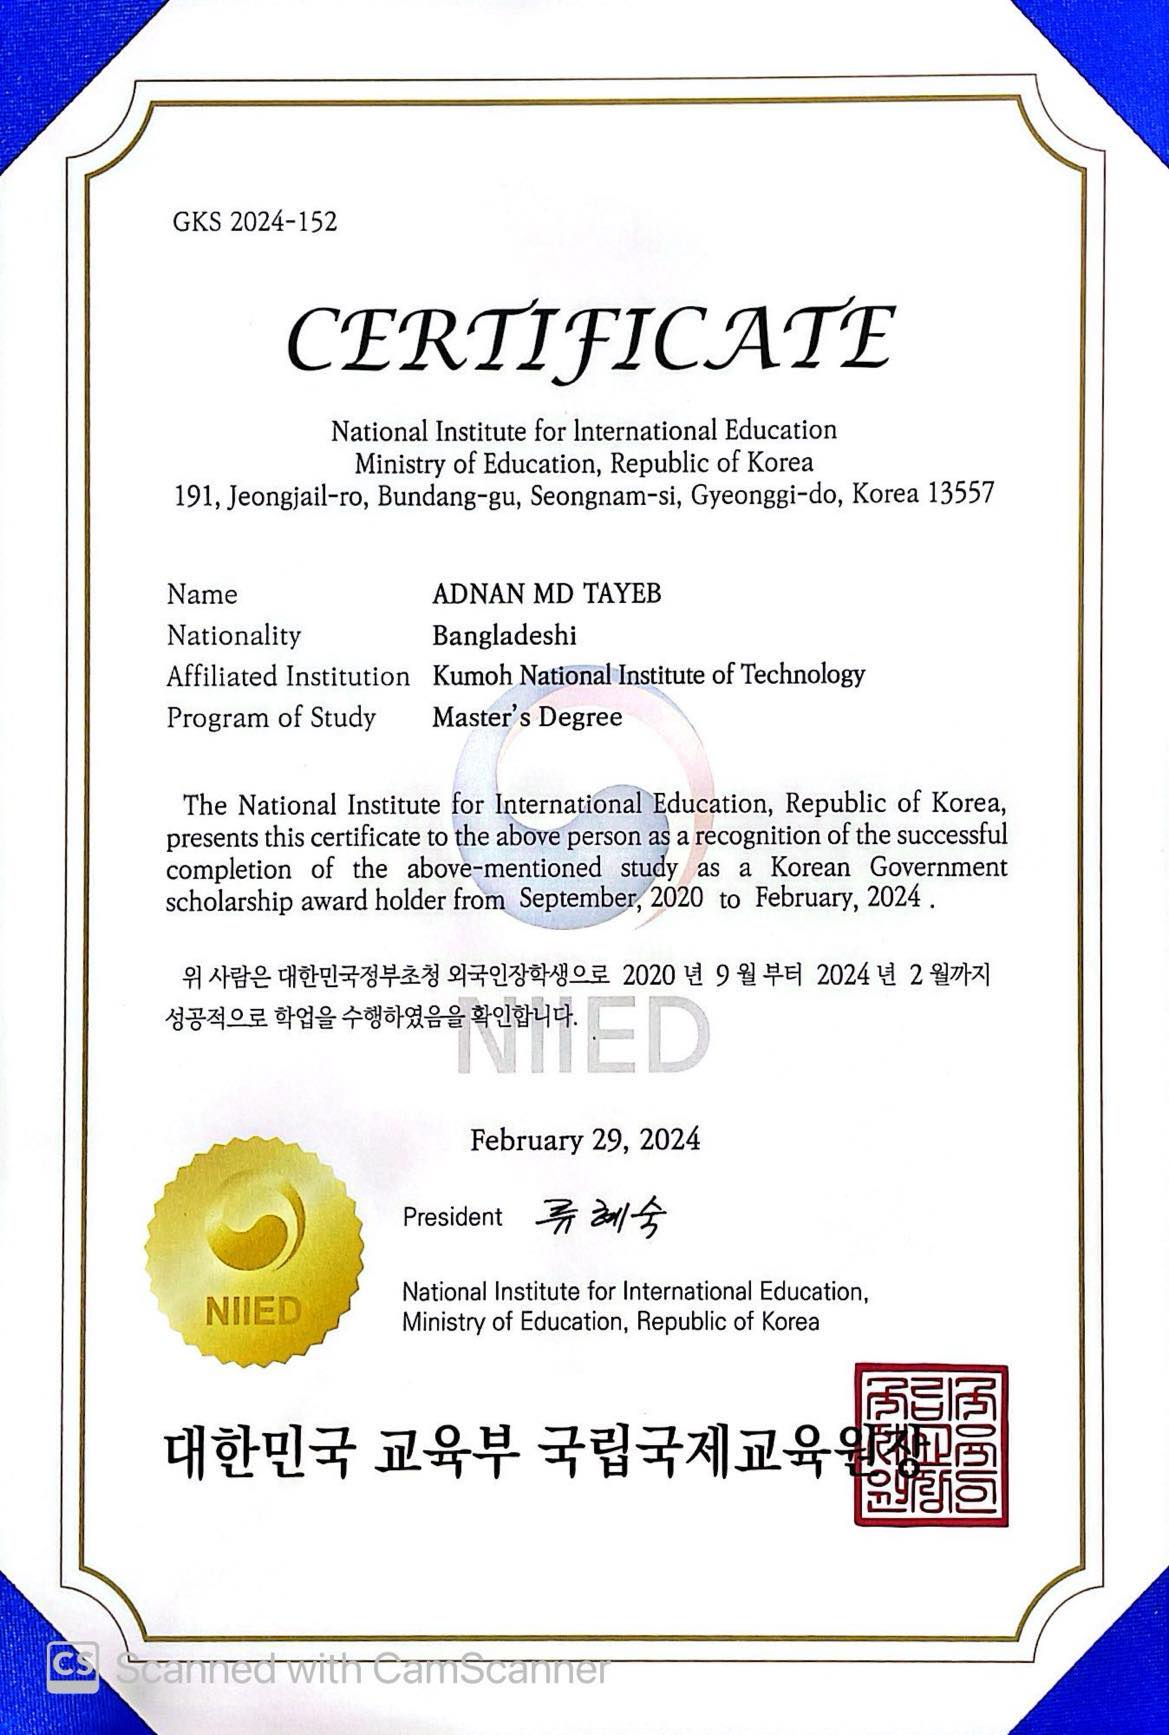 GKS 2024-152
CERTIFICATE
National Institute for International Education
Ministry of Education, Republic of Korea
191, Jeongjail-ro, Bundang-gu, Seongnam-si, Gyeonggi-do, Korea 13557
Name ADNAN MD TAYEB
Nationality Bangladeshi
Affiliated Institution Kumoh National Institute of Technology
Program of Study Master's Degree
The National Institute for International Education, Republic of Korea,
presents this certificate to the above person as a recognition of the successful
completion of the above-mentioned study as a Korean Government
scholarship award holder from September, 2020 to February, 2024 .
위 사람은 대한민국정부초청 외국인장학생으로 2020 년 9 월 부터 2024 년 2 월까지
성공적으로 학업을 수행하였음을 확인합니다.
NIIED
February 29, 2024
President 류혜숙
NIIED
National Institute for International Education,
Ministry of Education, Republic of Korea
대한민국 교육부 국립국제교육원장
CS Scanned with CamScanner